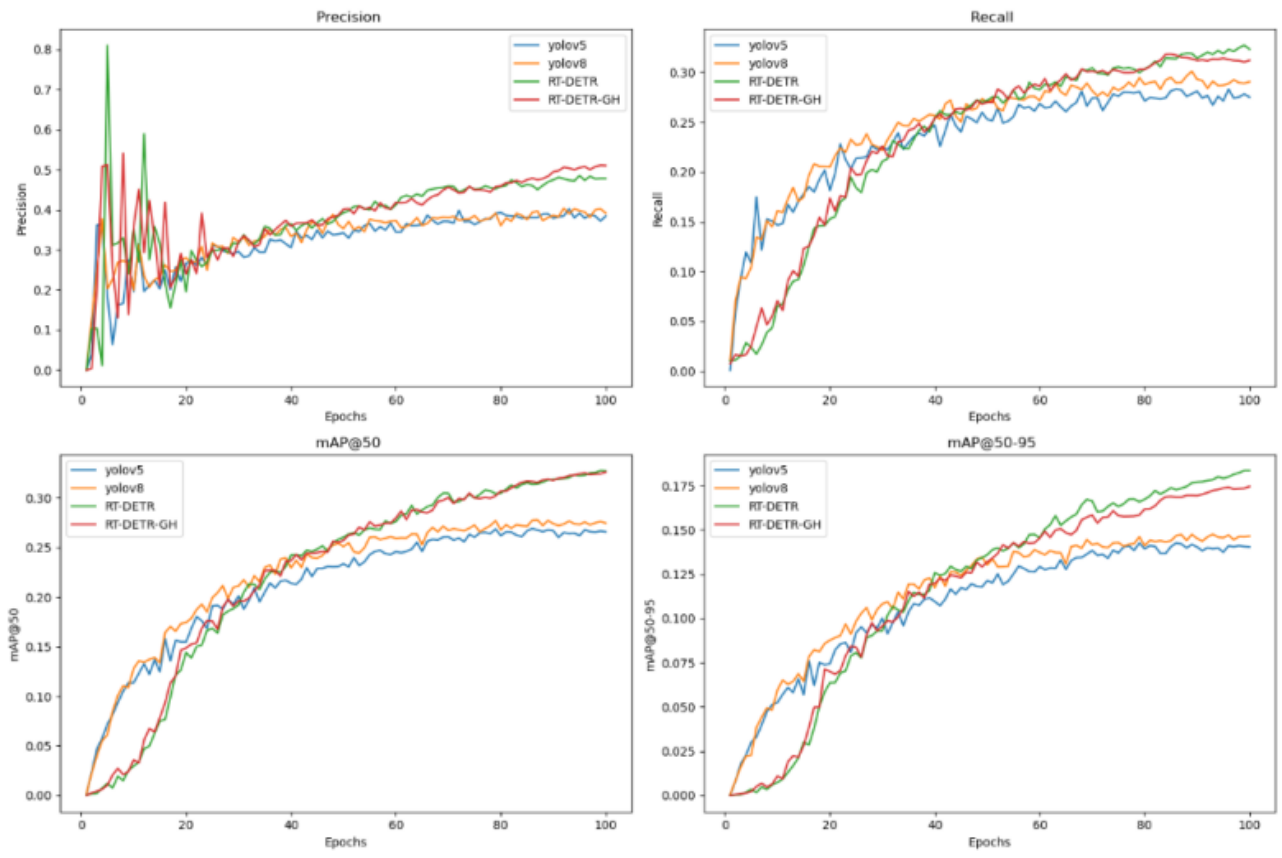 Precision
yolov5
yolov8
RT-DETR
RT-DETR-GH
0.8
0.7
0.6
0.5
0.4
0.3
0.2
0.1
0.0
Precision
0
20
40
60
80
100
Epochs
Recall
yolov5
yolov8
RT-DETR
RT-DETR-GH
0.30
0.25
0.20
0.15
0.10
0.05
0.00
Recall
0
20
40
60
80
100
Epochs
mAP@50
yolov5
yolov8
RT-DETR
RT-DETR-GH
0.30
0.25
0.20
0.15
0.10
0.05
0.00
mAP@50
0
20
40
60
80
100
Epochs
mAP@50-95
yolov5
yolov8
RT-DETR
RT-DETR-GH
0.175
0.150
0.125
0.100
0.075
0.050
0.025
0.000
mAP@50-95
0
20
40
60
80
100
Epochs